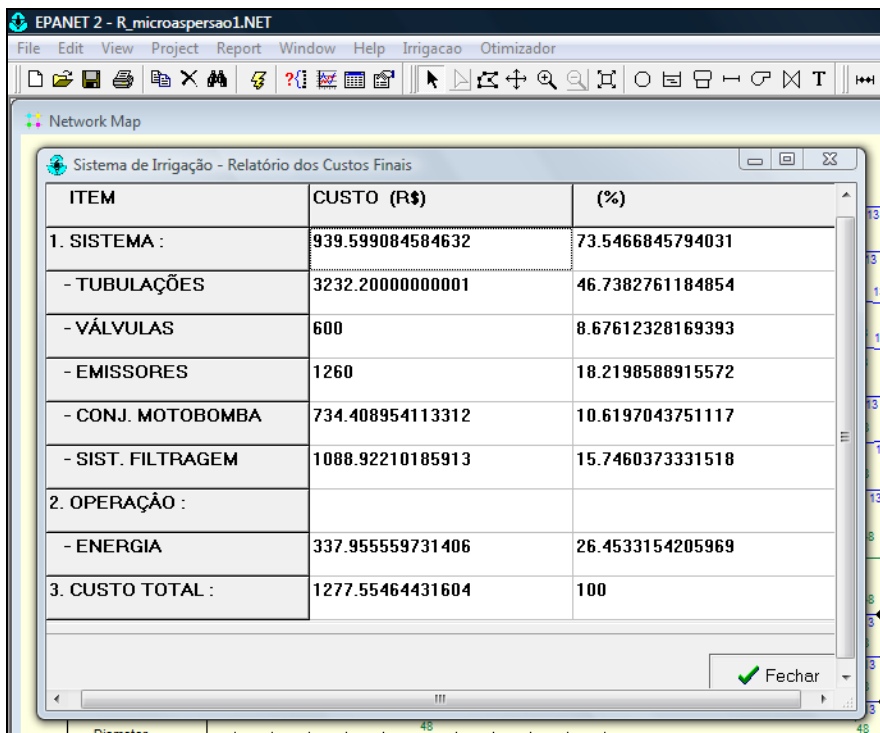 EPANET 2 - R_microaspersao1.NET
File Edit View Project Report Window Help Irrigacao Otimizador
T
Network Map
Sistema de Irrigação - Relatório dos Custos Finais
ITEM CUSTO (R$) (%)
1. SISTEMA : 939.599084584632 73.5466845794031
- TUBULAÇÕES 3232.20000000001 46.7382761184854
- VÁLVULAS 600 8.67612328169393
- EMISSORES 1260 18.2198588915572
- CONJ. MOTOBOMBA 734.408954113312 10.6197043751117
- SIST. FILTRAGEM 1088.92210185913 15.7460373331518
2. OPERAÇÂO :
- ENERGIA 337.955559731406 26.4533154205969
3. CUSTO TOTAL : 1277.55464431604 100
Fechar
48
48